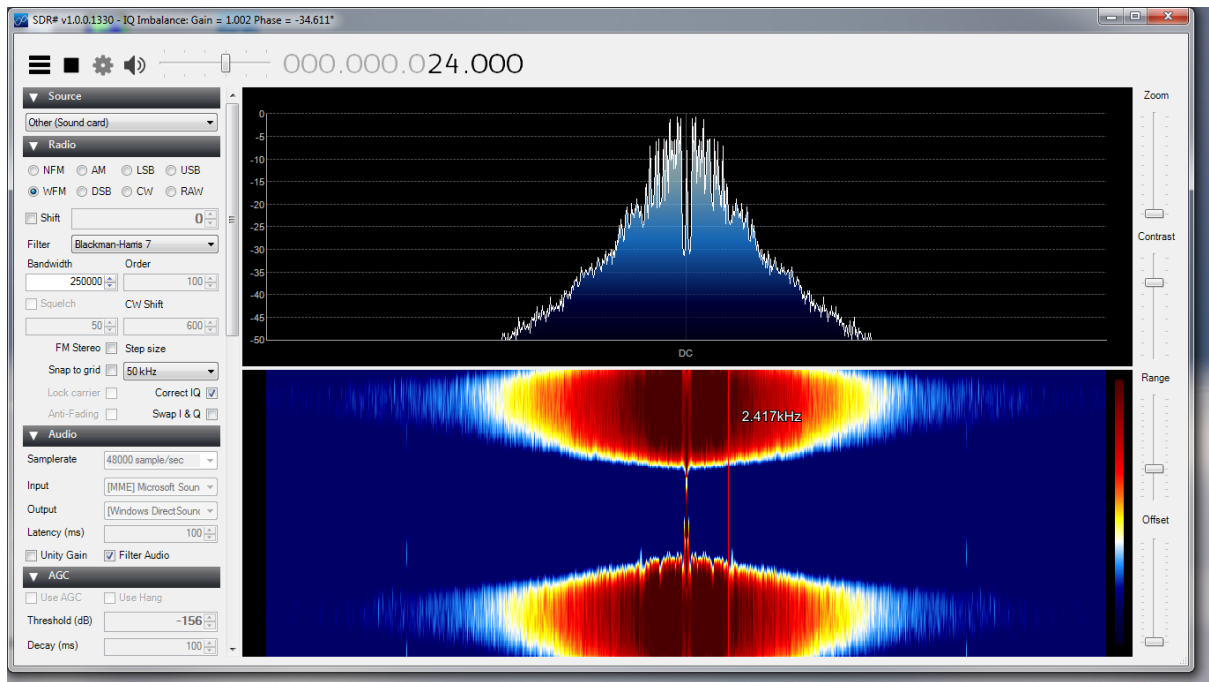 SDR# v1.0.0.1330 - IQ Imbalance: Gain = 1.002 Phase = -34.611°
000.000.024.000
Source
Other (Sound card)
Radio
NFM AM LSB USB
WFM DSB CW RAW
Shift 0
Filter Blackman-Harris 7
Bandwidth Order
250000 100
Squelch CW Shift
50 600
FM Stereo Step size
Snap to grid 50 kHz
Lock carrier Correct IQ
Anti-Fading Swap I & Q
Audio
Samplerate 48000 sample/sec
Input [MME] Microsoft Soun
Output [Windows DirectSound
Latency (ms) 100
Unity Gain Filter Audio
AGC
Use AGC Use Hang
Threshold (dB) -156
Decay (ms) 100
0
-5
-10
-15
-20
-25
-30
-35
-40
-45
-50
DC
2.417kHz
Zoom
Contrast
Range
Offset